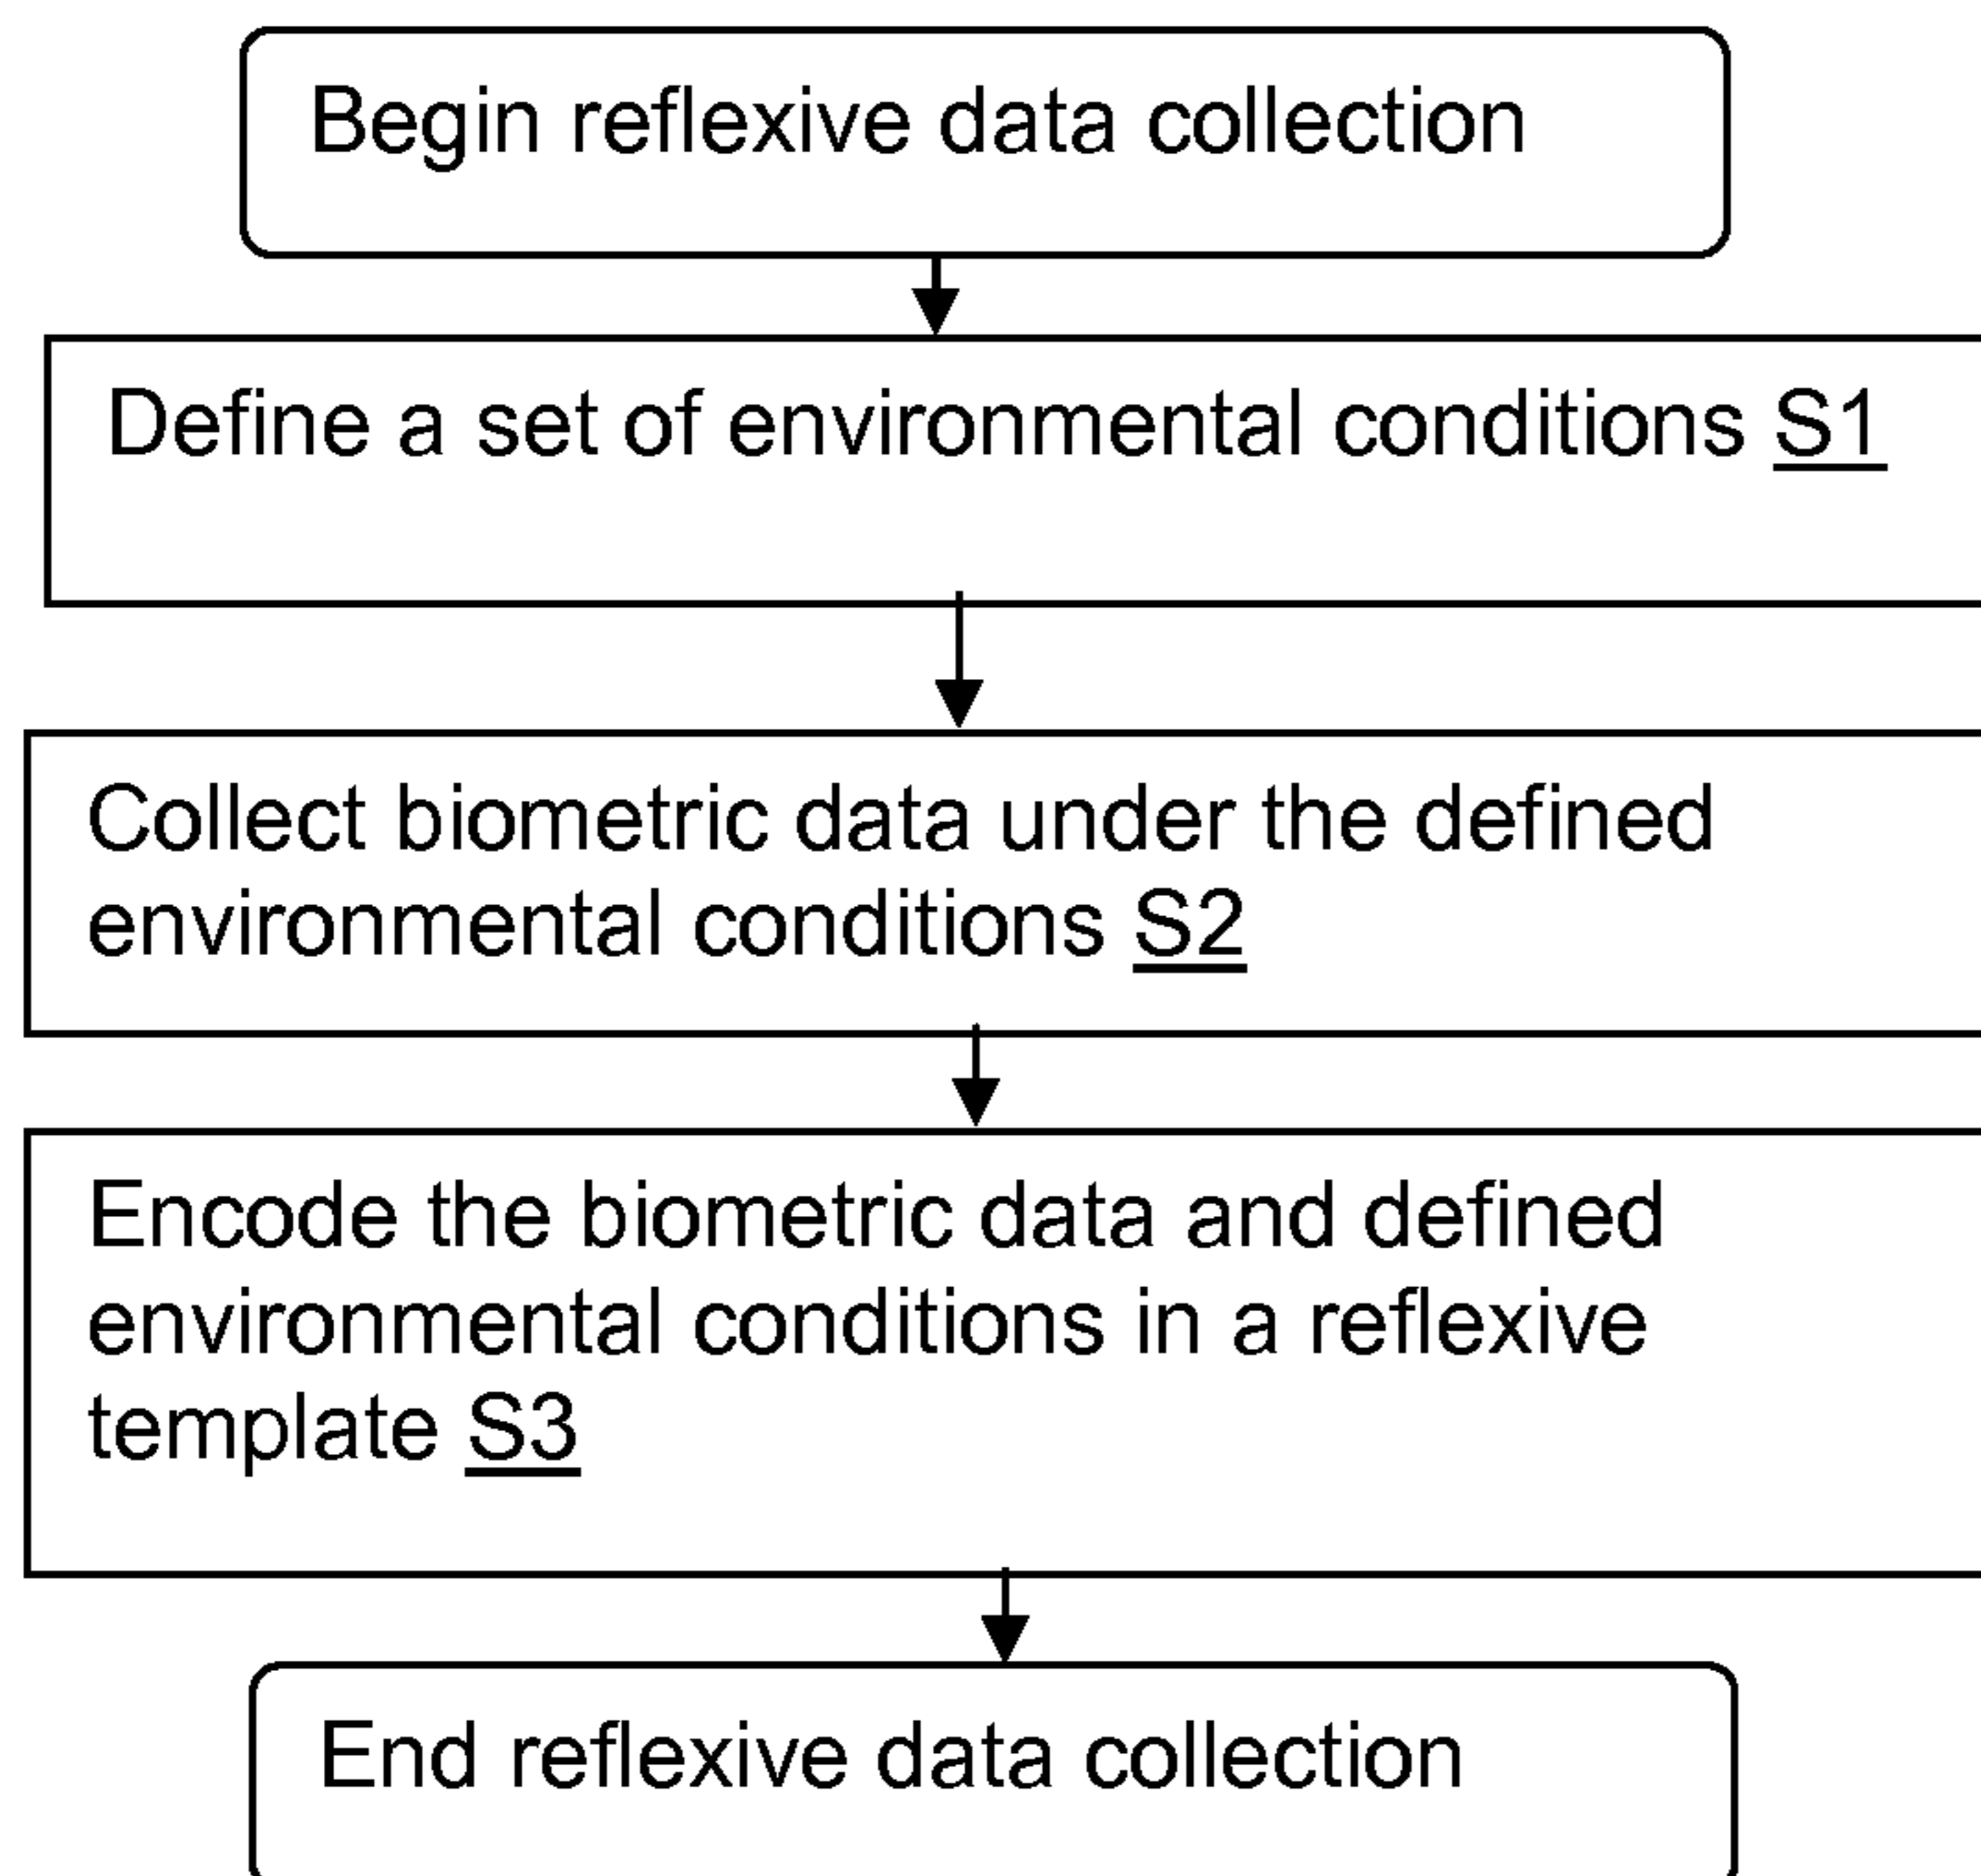 Begin reflexive data collection
Define a set of environmental conditions S1
Collect biometric data under the defined
environmental conditions S2
Encode the biometric data and defined
environmental conditions in a reflexive
template S3
End reflexive data collection